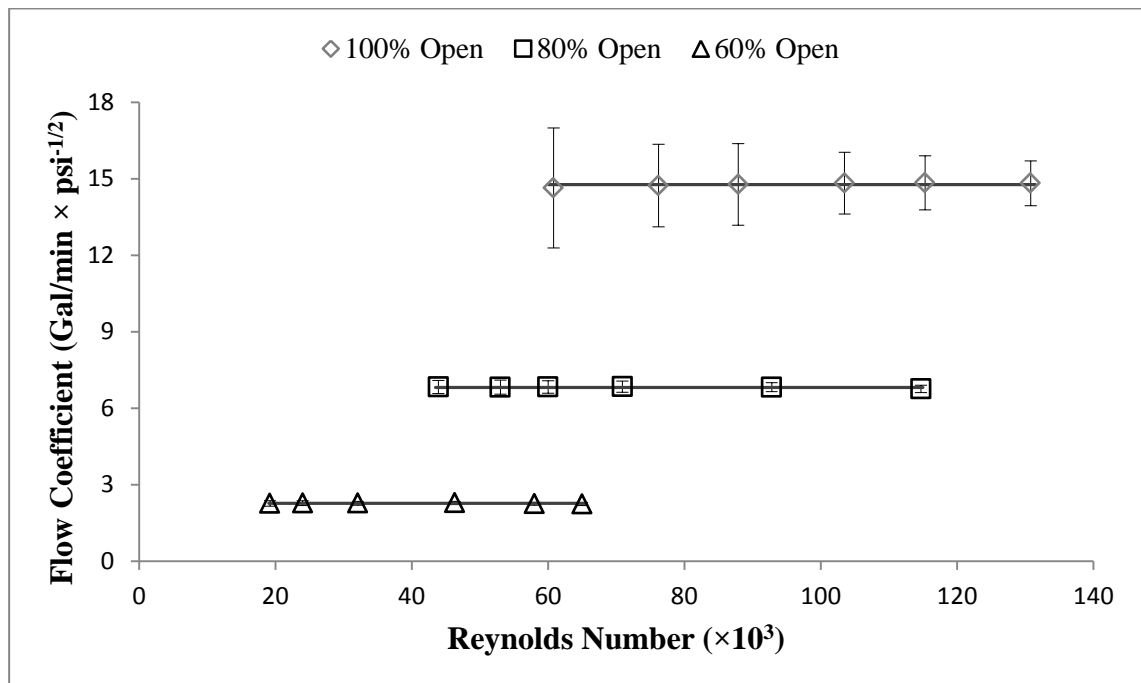 100% Open 80% Open 60% Open
Flow Coefficient (Gal/min × psi⁻¹/²)
18
15
12
9
6
3
0
0 20 40 60 80 100 120 140
Reynolds Number (×10³)